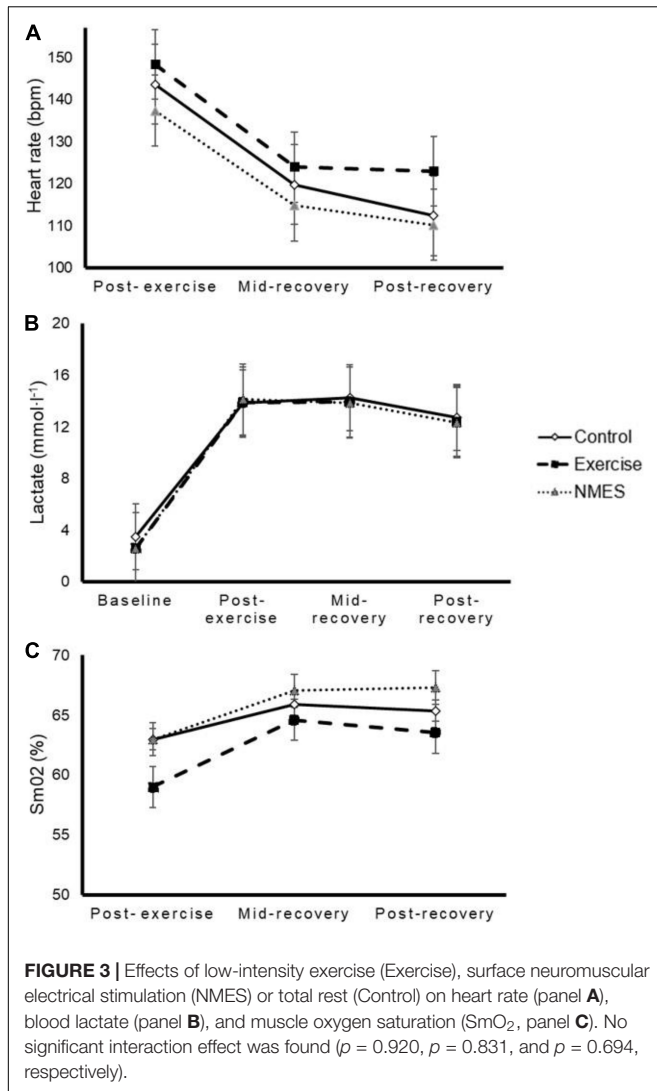 A
Heart rate (bpm)
150
140
130
120
110
100
Post-exercise Mid-recovery Post-recovery
B
Lactate (mmol·l-1)
20
16
12
8
4
0
Baseline Post-exercise Mid-recovery Post-recovery
Control
Exercise
NMES
C
Sm02 (%)
70
65
60
55
50
Post-exercise Mid-recovery Post-recovery
FIGURE 3 | Effects of low-intensity exercise (Exercise), surface neuromuscular
electrical stimulation (NMES) or total rest (Control) on heart rate (panel A),
blood lactate (panel B), and muscle oxygen saturation (SmO₂, panel C). No
significant interaction effect was found (p = 0.920, p = 0.831, and p = 0.694,
respectively).